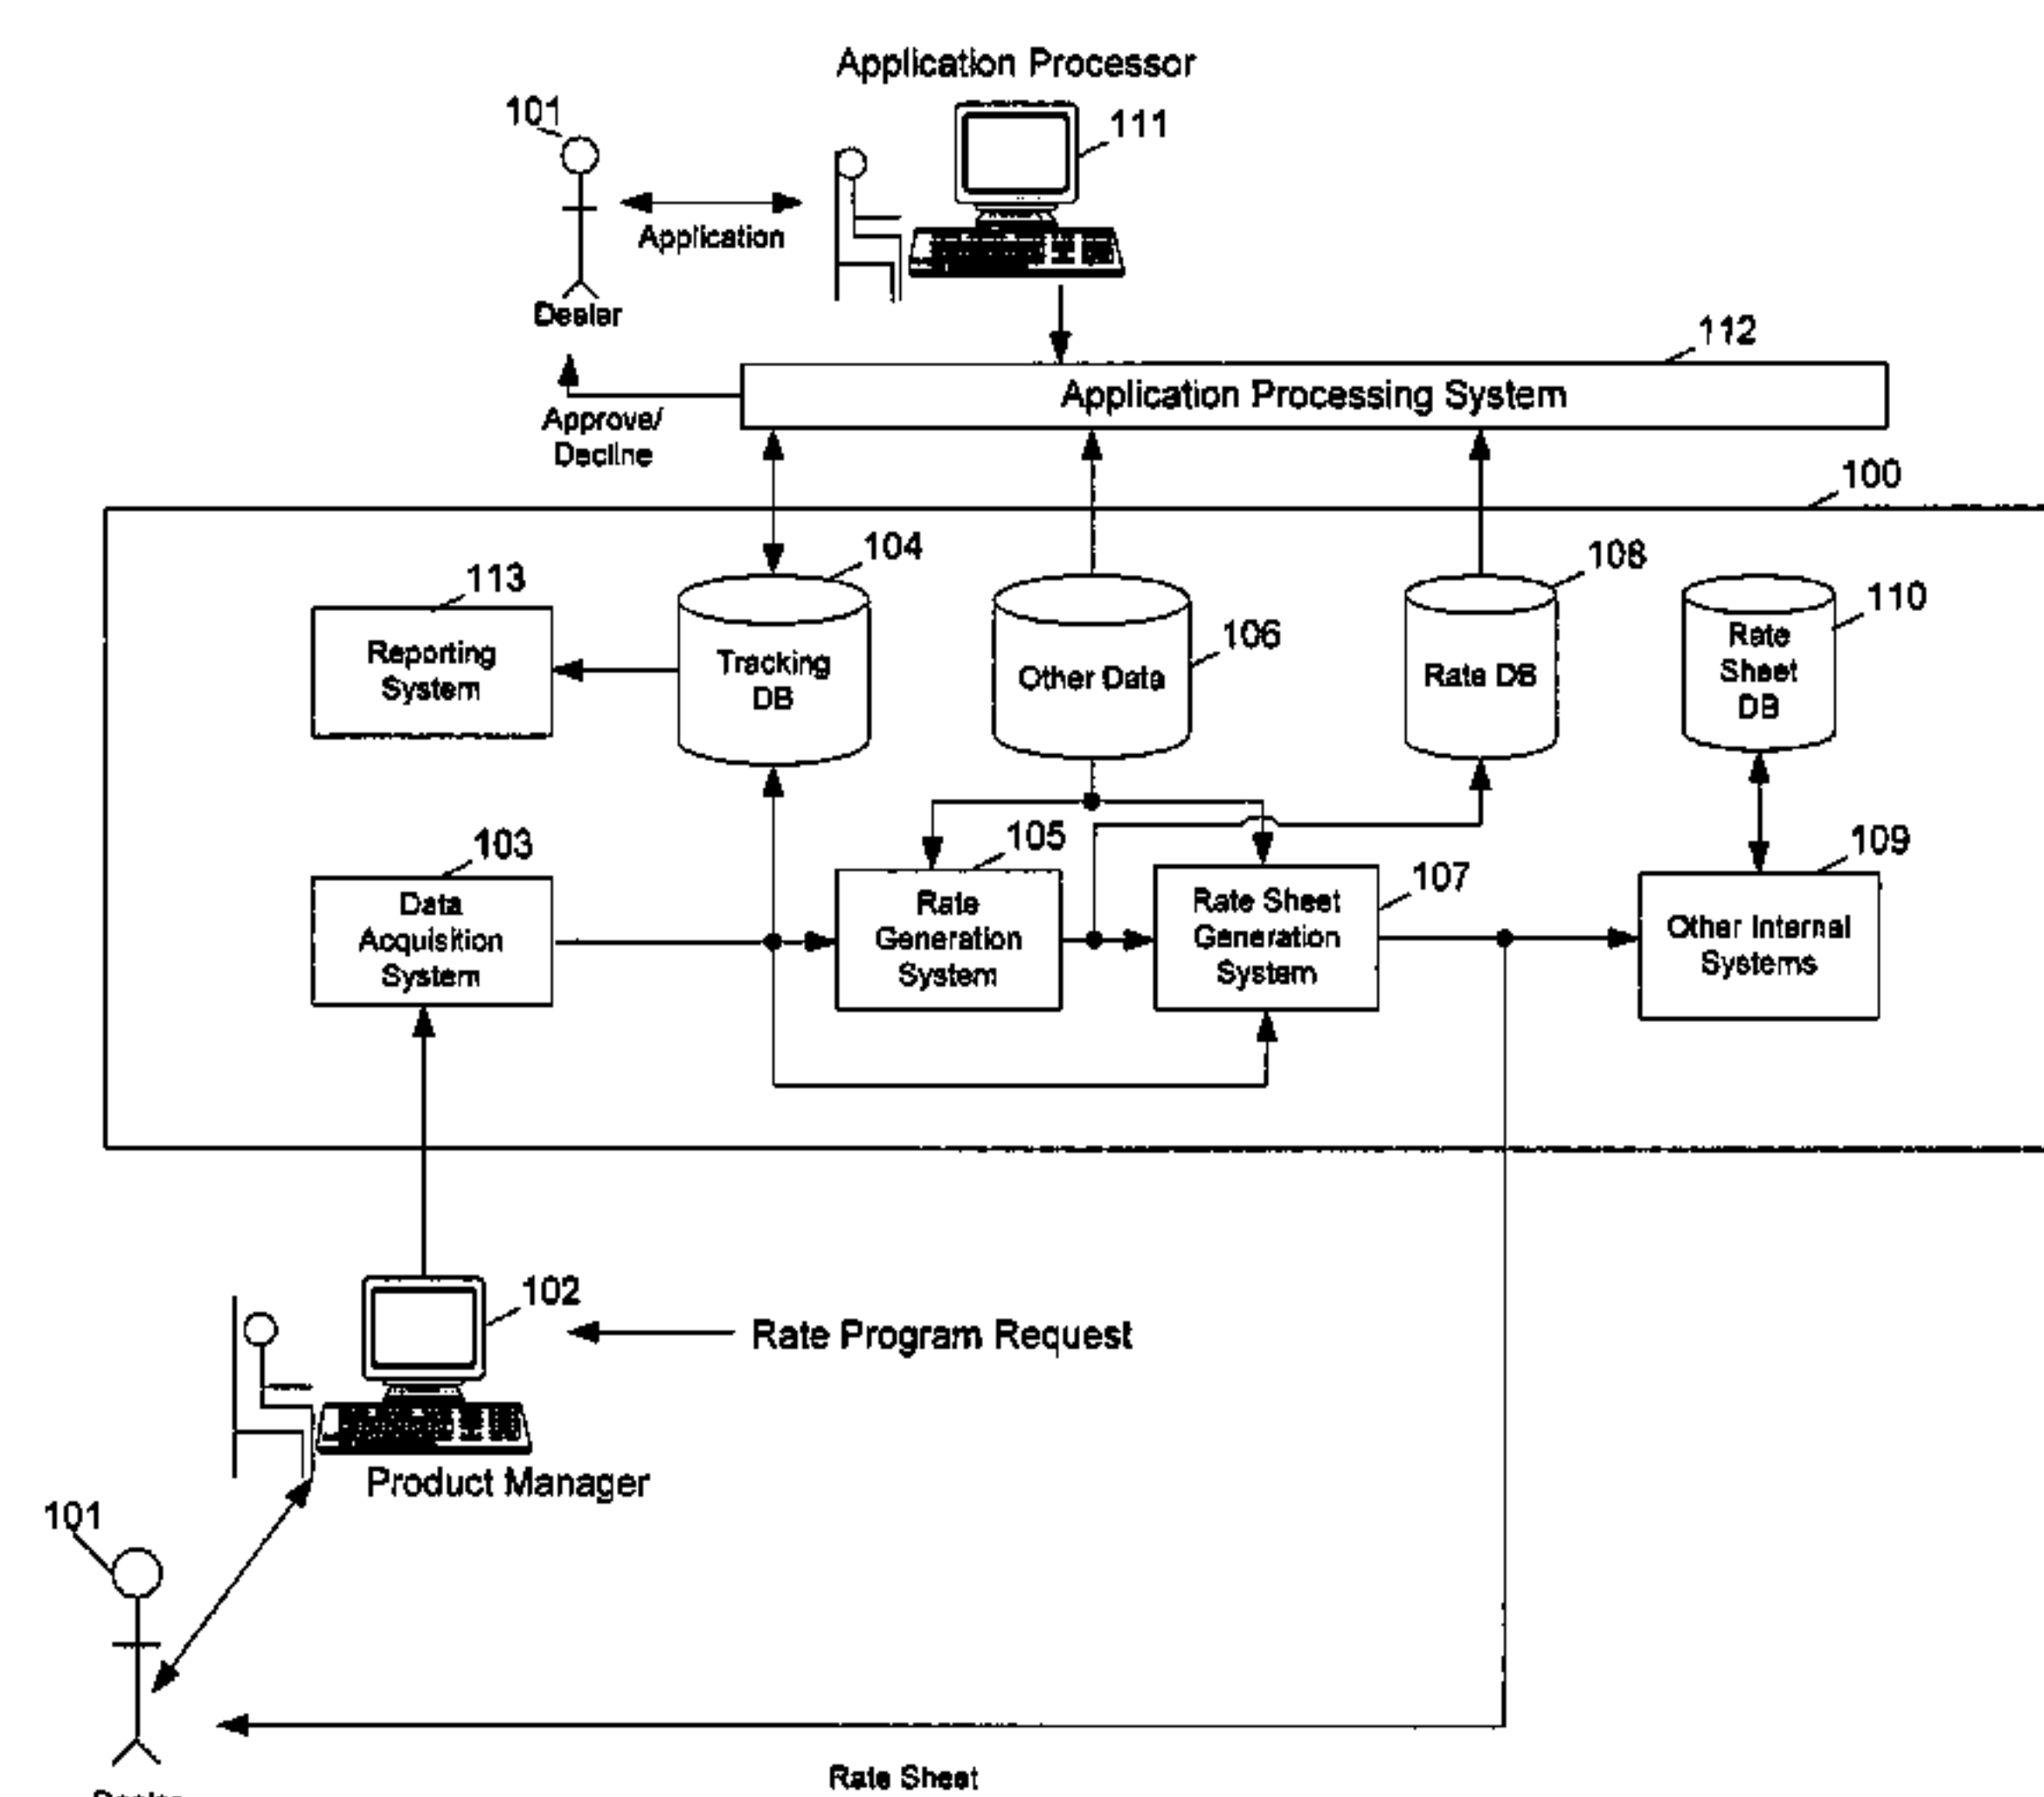 Application Processor
101
111
Application
Dealer
112
Application Processing System
Approve/
Decline
100
104
108
113
110
106
Reporting
System
Tracking
DB
Other Data
Rate DB
Rate
Sheet
DB
103
105
107
109
Data
Acquisition
System
Rate
Generation
System
Rate Sheet
Generation
System
Other Internal
Systems
102
Rate Program Request
Product Manager
101
Rate Sheet